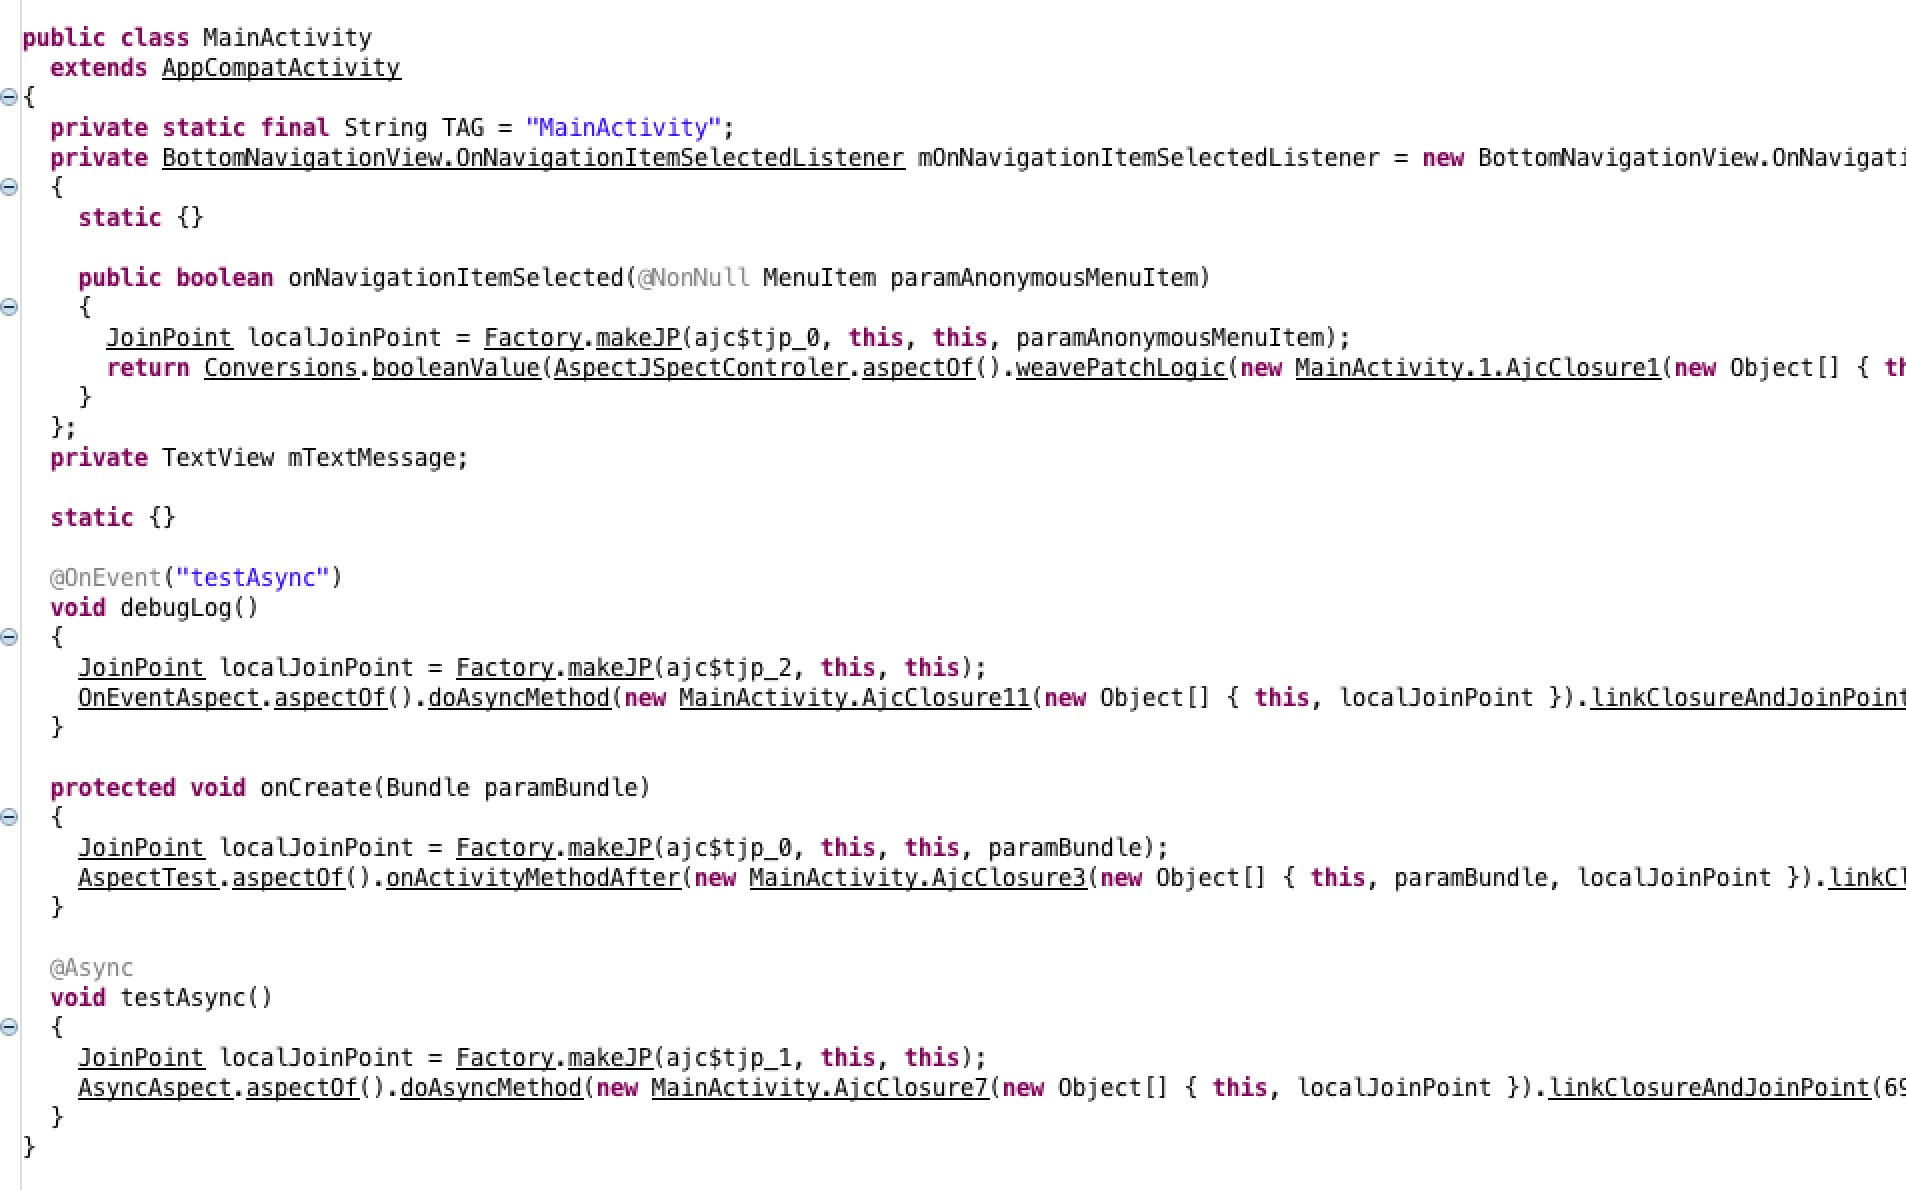 public class MainActivity
  extends AppCompatActivity
{
  private static final String TAG = "MainActivity";
  private BottomNavigationView.OnNavigationItemSelectedListener mOnNavigationItemSelectedListener = new BottomNavigationView.OnNavigati
  {
    static {}

    public boolean onNavigationItemSelected(@NonNull MenuItem paramAnonymousMenuItem)
    {
      JoinPoint localJoinPoint = Factory.makeJP(ajc$tjp_0, this, this, paramAnonymousMenuItem);
      return Conversions.booleanValue(AspectJSpectControler.aspectOf().weavePatchLogic(new MainActivity.1.AjcClosure1(new Object[] { th
    }
  };
  private TextView mTextMessage;

  static {}

  @OnEvent("testAsync")
  void debugLog()
  {
    JoinPoint localJoinPoint = Factory.makeJP(ajc$tjp_2, this, this);
    OnEventAspect.aspectOf().doAsyncMethod(new MainActivity.AjcClosure11(new Object[] { this, localJoinPoint }).linkClosureAndJoinPoint
  }

  protected void onCreate(Bundle paramBundle)
  {
    JoinPoint localJoinPoint = Factory.makeJP(ajc$tjp_0, this, this, paramBundle);
    AspectTest.aspectOf().onActivityMethodAfter(new MainActivity.AjcClosure3(new Object[] { this, paramBundle, localJoinPoint }).linkCl
  }

  @Async
  void testAsync()
  {
    JoinPoint localJoinPoint = Factory.makeJP(ajc$tjp_1, this, this);
    AsyncAspect.aspectOf().doAsyncMethod(new MainActivity.AjcClosure7(new Object[] { this, localJoinPoint }).linkClosureAndJoinPoint(69
  }
}